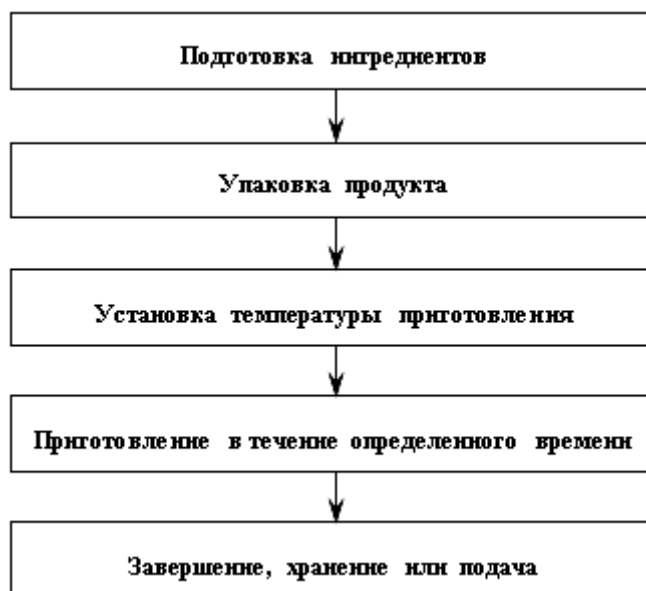 Подготовка ингредиентов
Упаковка продукта
Установка температуры приготовления
Приготовление в течение определенного времени
Завершение, хранение или подача